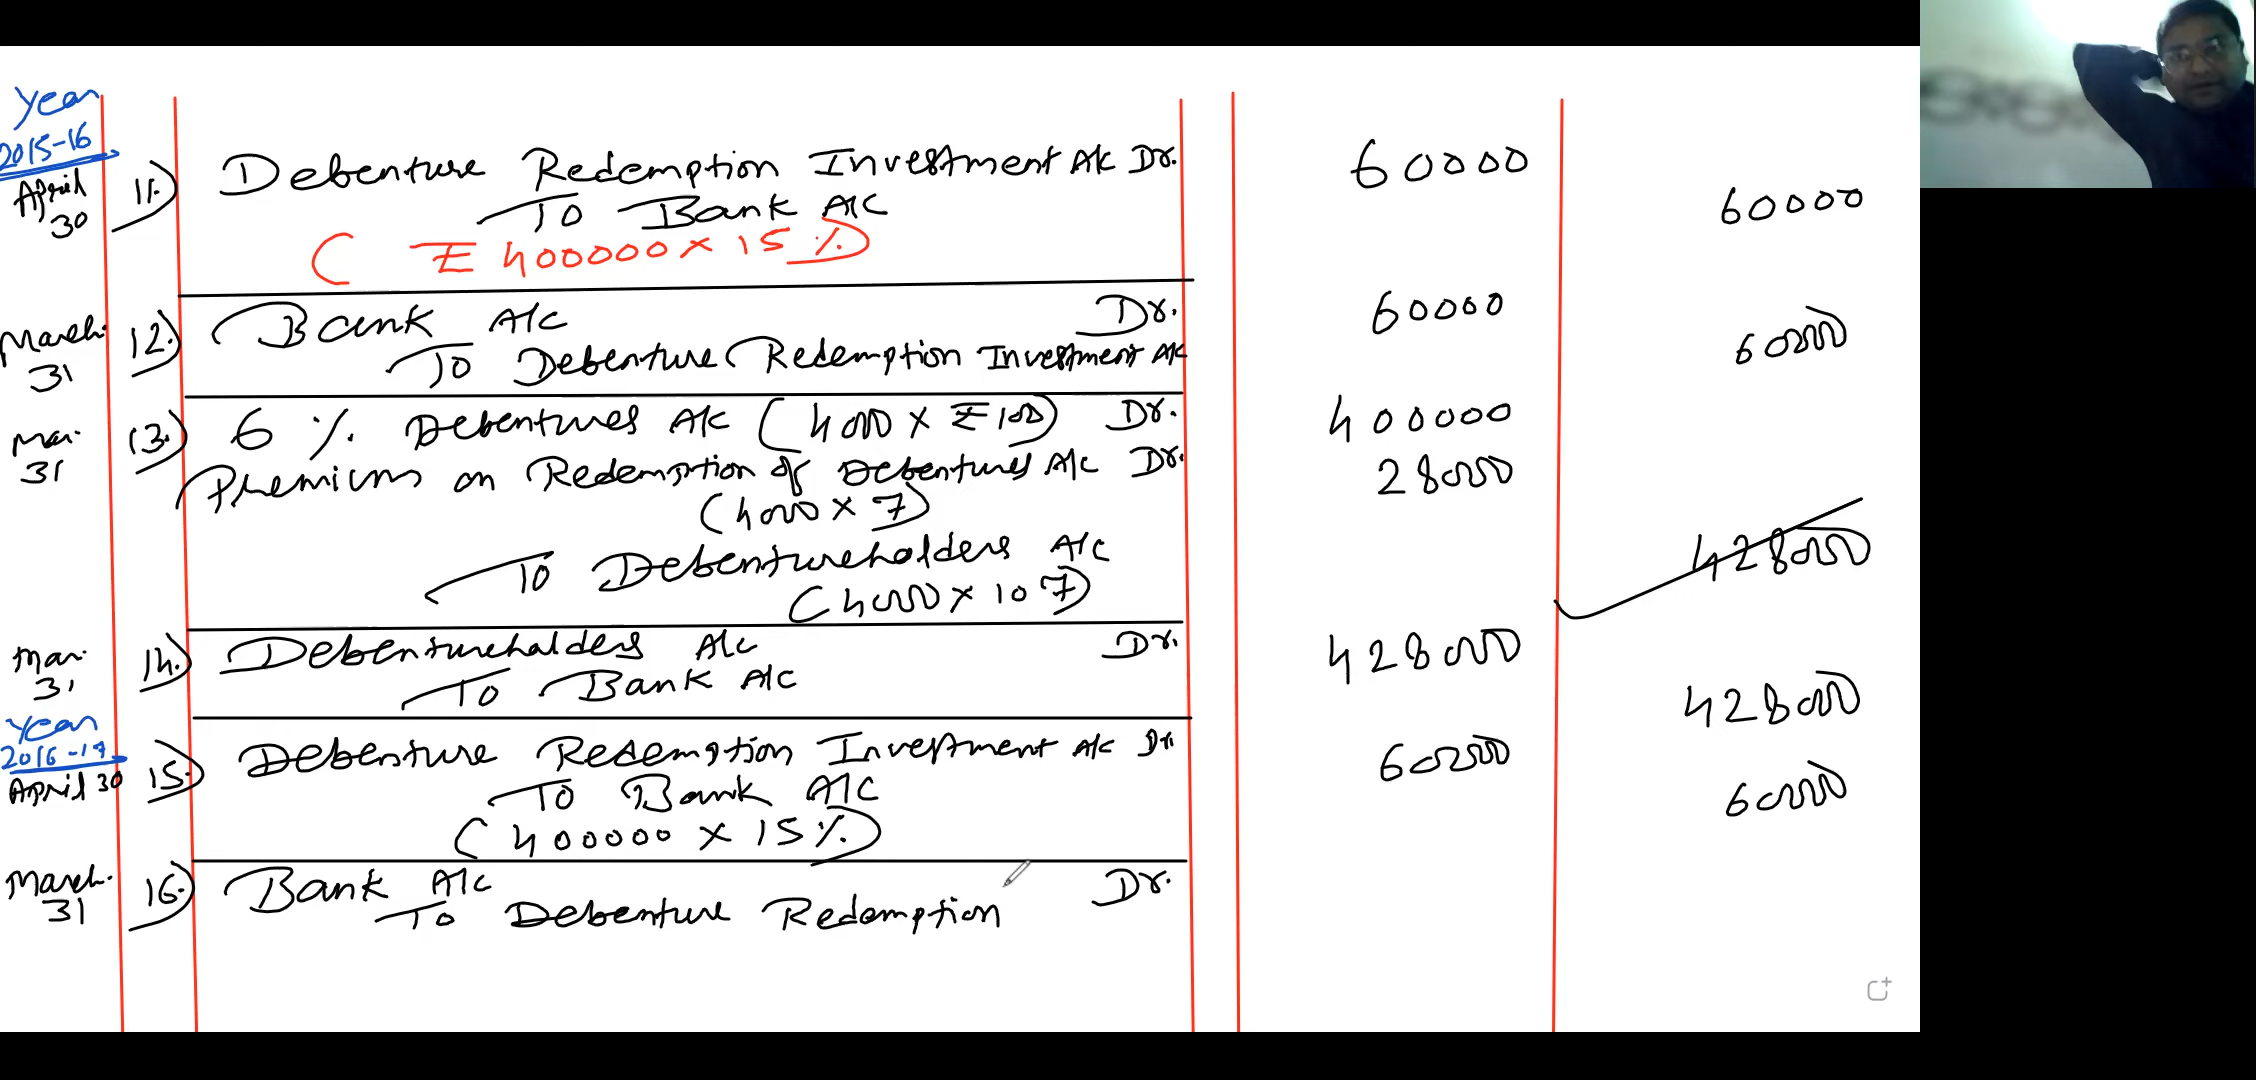 Year
2015-16
April 30 11.) Debenture Redemption Investment A/c Dr. 60000
To Bank A/C 60000
( ₹ 400000 × 15 %)
March 31 12.) Bank A/c Dr. 60000
To Debenture Redemption Investment A/c 60000
Mar. 31 13.) 6 %. Debentures A/c (4000 × ₹ 100) Dr. 400000
Premium on Redemption of Debentures A/c Dr. 28000
(4000 × 7)
To Debentureholders A/c 428000
(4000 × 107)
Mar. 31 14.) Debentureholders A/c Dr. 428000
To Bank A/c 428000
Year
2016-17
April 30 15.) Debenture Redemption Investment A/c Dr. 60000
To Bank A/C 60000
(400000 × 15%)
March. 31 16.) Bank A/c Dr.
To Debenture Redemption